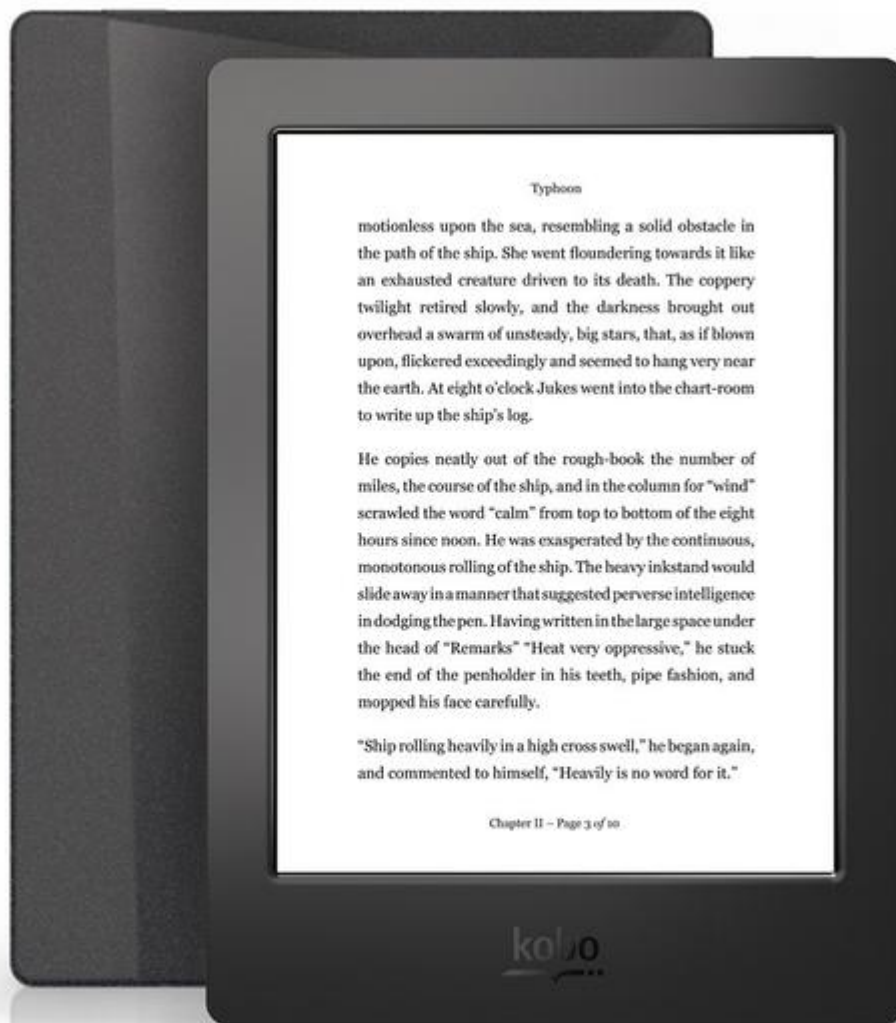 Typhoon
motionless upon the sea, resembling a solid obstacle in
the path of the ship. She went floundering towards it like
an exhausted creature driven to its death. The coppery
twilight retired slowly, and the darkness brought out
overhead a swarm of unsteady, big stars, that, as if blown
upon, flickered exceedingly and seemed to hang very near
the earth. At eight o'clock Jukes went into the chart-room
to write up the ship's log.
He copies neatly out of the rough-book the number of
miles, the course of the ship, and in the column for “wind”
scrawled the word “calm” from top to bottom of the eight
hours since noon. He was exasperated by the continuous,
monotonous rolling of the ship. The heavy inkstand would
slide away in a manner that suggested perverse intelligence
in dodging the pen. Having written in the large space under
the head of “Remarks” “Heat very oppressive,” he stuck
the end of the penholder in his teeth, pipe fashion, and
mopped his face carefully.
“Ship rolling heavily in a high cross swell,” he began again,
and commented to himself, “Heavily is no word for it.”
Chapter II – Page 3 of 10
kobo